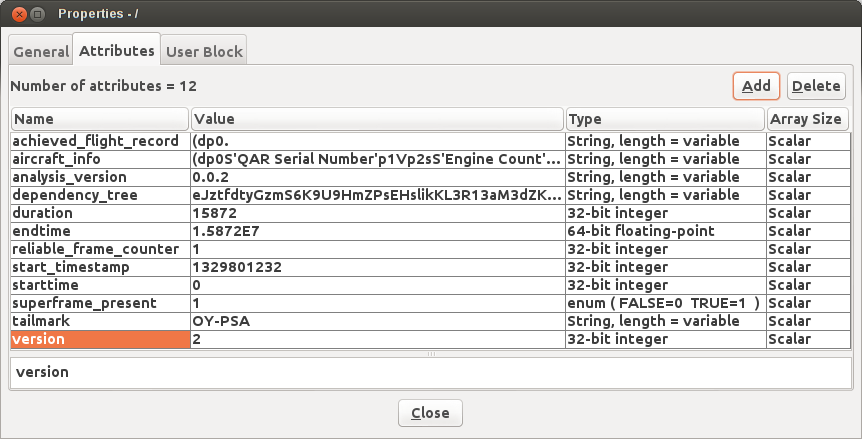 Properties - /
General Attributes User Block
Number of attributes = 12 Add Delete
Name Value Type Array Size
achieved_flight_record (dp0. String, length = variable Scalar
aircraft_info (dp0S'QAR Serial Number'p1Vp2sS'Engine Count'... String, length = variable Scalar
analysis_version 0.0.2 String, length = variable Scalar
dependency_tree eJztfdtyGzmS6K9U9HmZPsEHslikKL3R13aM3dZK... String, length = variable Scalar
duration 15872 32-bit integer Scalar
endtime 1.5872E7 64-bit floating-point Scalar
reliable_frame_counter 1 32-bit integer Scalar
start_timestamp 1329801232 32-bit integer Scalar
starttime 0 32-bit integer Scalar
superframe_present 1 enum ( FALSE=0 TRUE=1 ) Scalar
tailmark OY-PSA String, length = variable Scalar
version 2 32-bit integer Scalar
version
Close